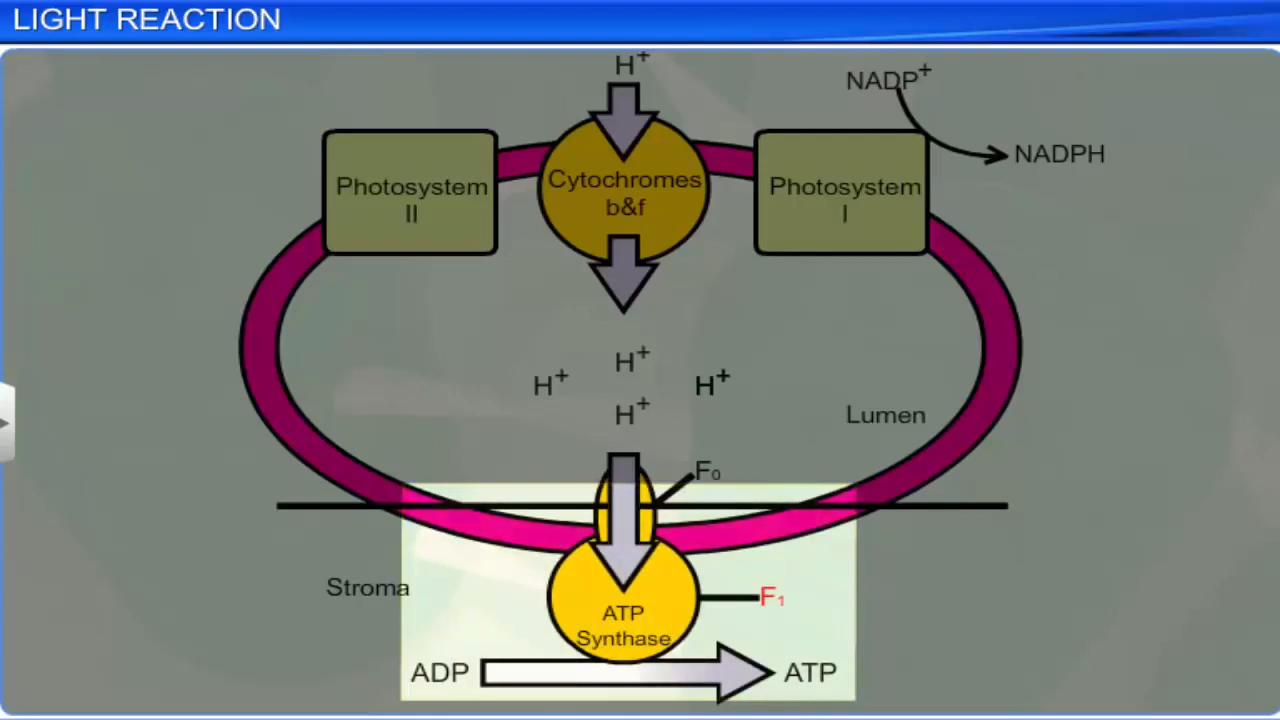 LIGHT REACTION
H⁺
NADP⁺
NADPH
Photosystem
II
Cytochromes
b&f
Photosystem
I
H⁺
H⁺
H⁺
H⁺
Lumen
F₀
Stroma
F₁
ATP
Synthase
ADP
ATP